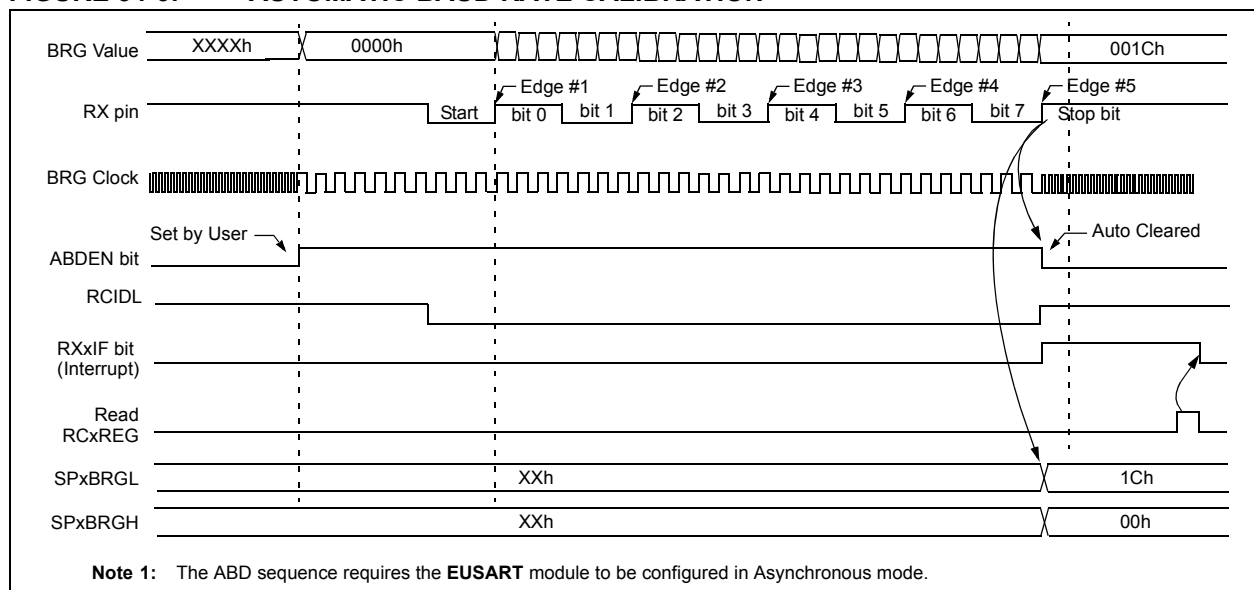 BRG Value XXXXh 0000h 001Ch
Edge #1 Edge #2 Edge #3 Edge #4 Edge #5
RX pin Start bit 0 bit 1 bit 2 bit 3 bit 4 bit 5 bit 6 bit 7 Stop bit
BRG Clock
Set by User Auto Cleared
ABDEN bit
RCIDL
RXxIF bit
(Interrupt)
Read
RCxREG
SPxBRGL XXh 1Ch
SPxBRGH XXh 00h
Note 1: The ABD sequence requires the EUSART module to be configured in Asynchronous mode.